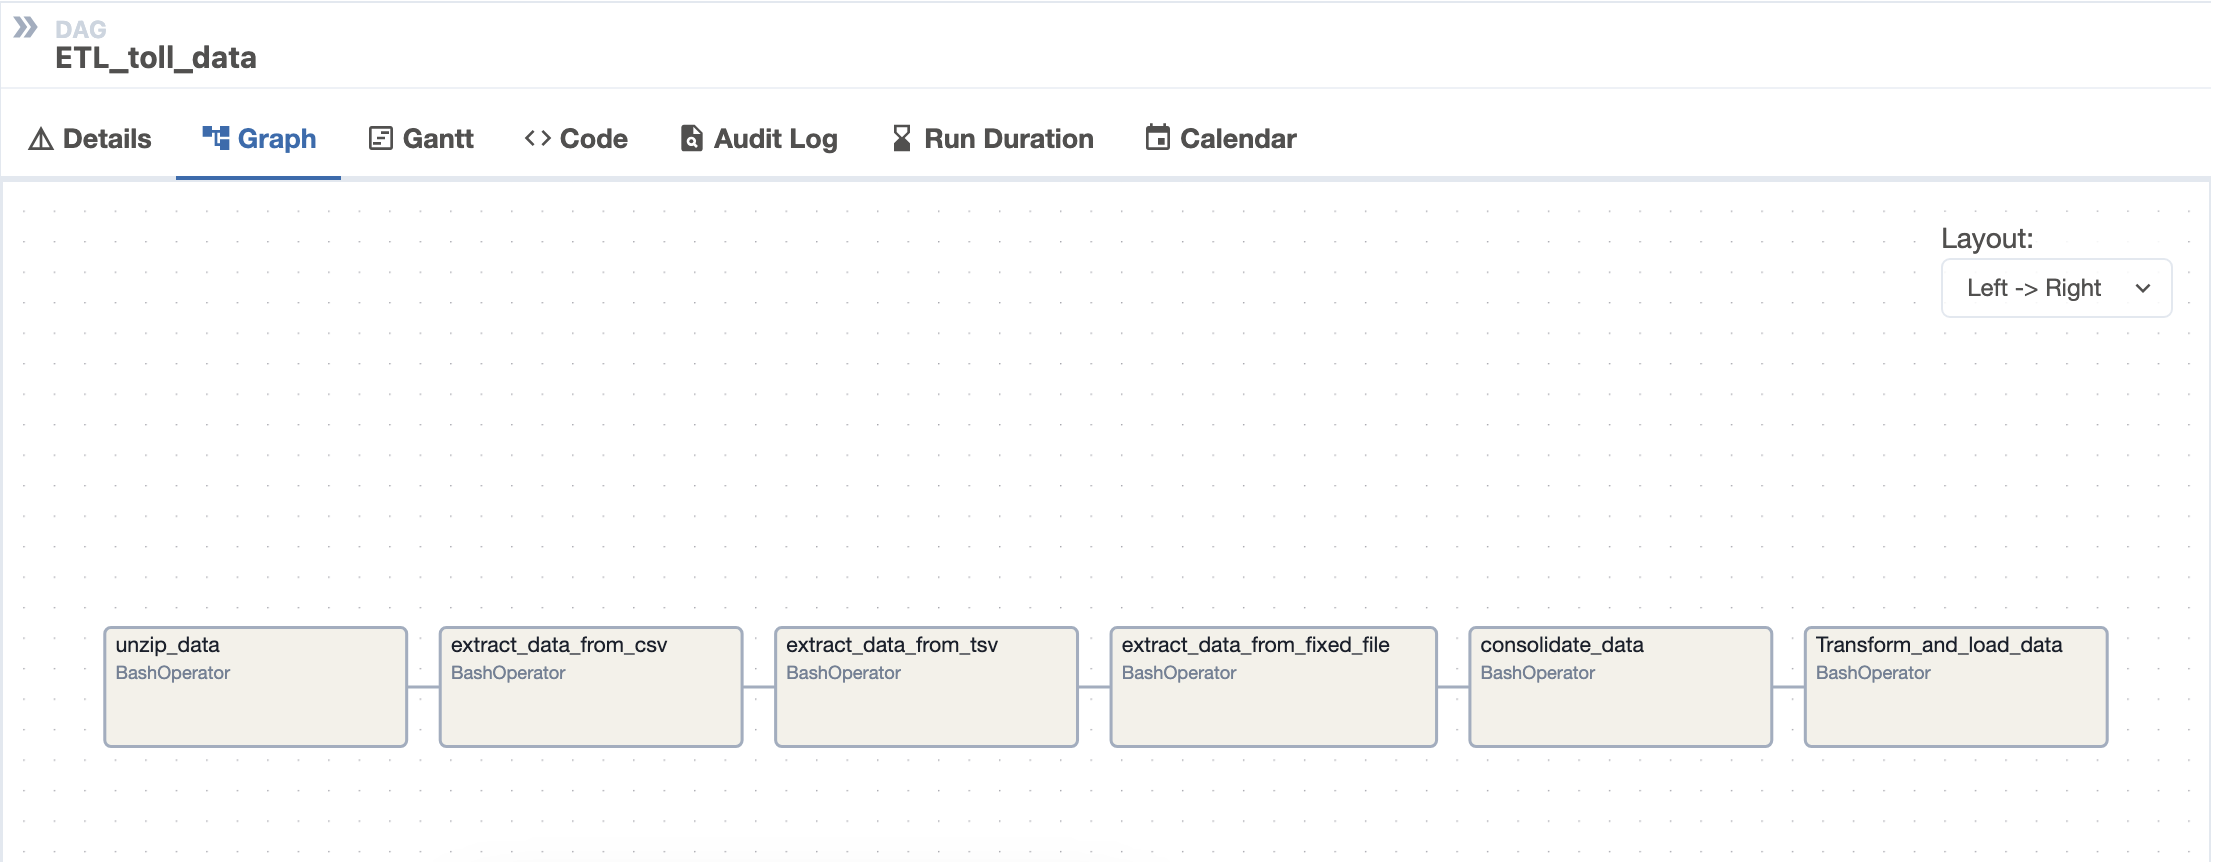 DAG
ETL_toll_data
Details Graph Gantt Code Audit Log Run Duration Calendar
Layout:
Left -> Right
unzip_data
BashOperator
extract_data_from_csv
BashOperator
extract_data_from_tsv
BashOperator
extract_data_from_fixed_file
BashOperator
consolidate_data
BashOperator
Transform_and_load_data
BashOperator